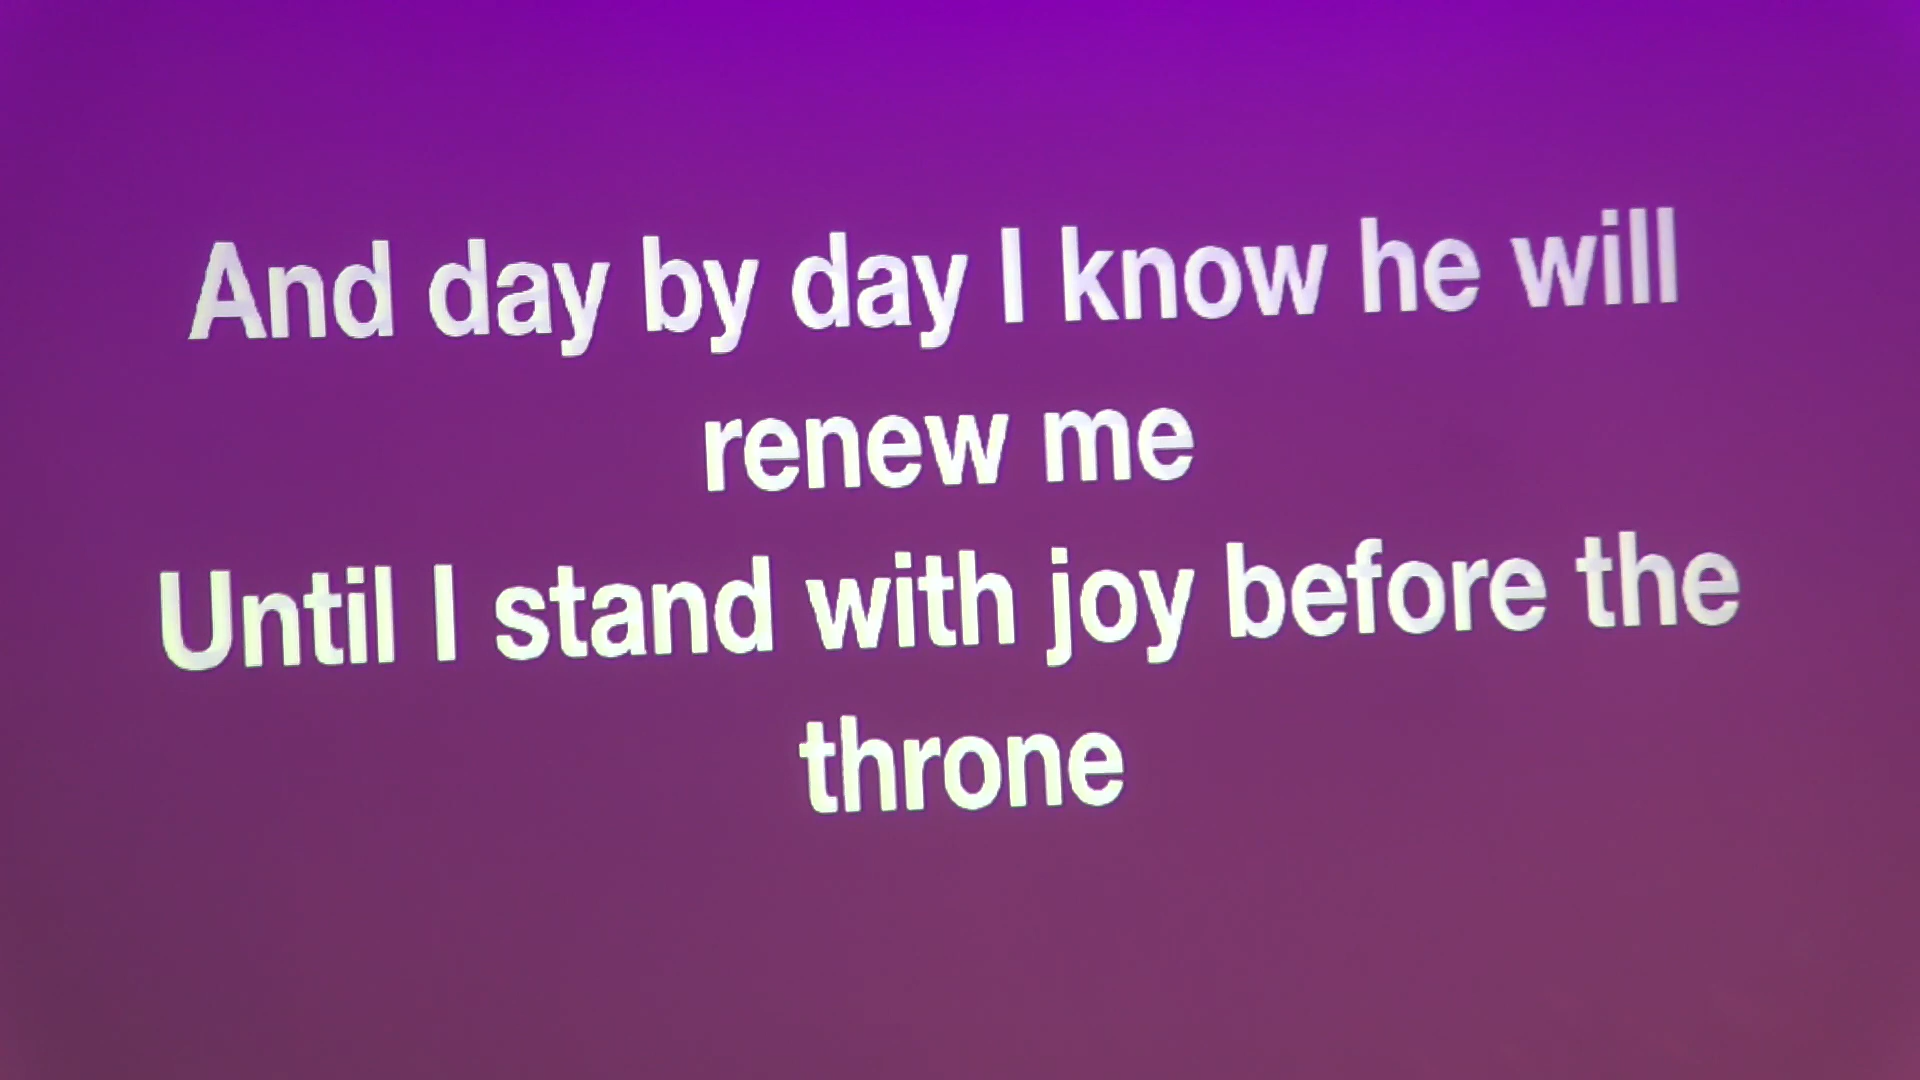 And day by day I know he will
renew me
Until I stand with joy before the
throne